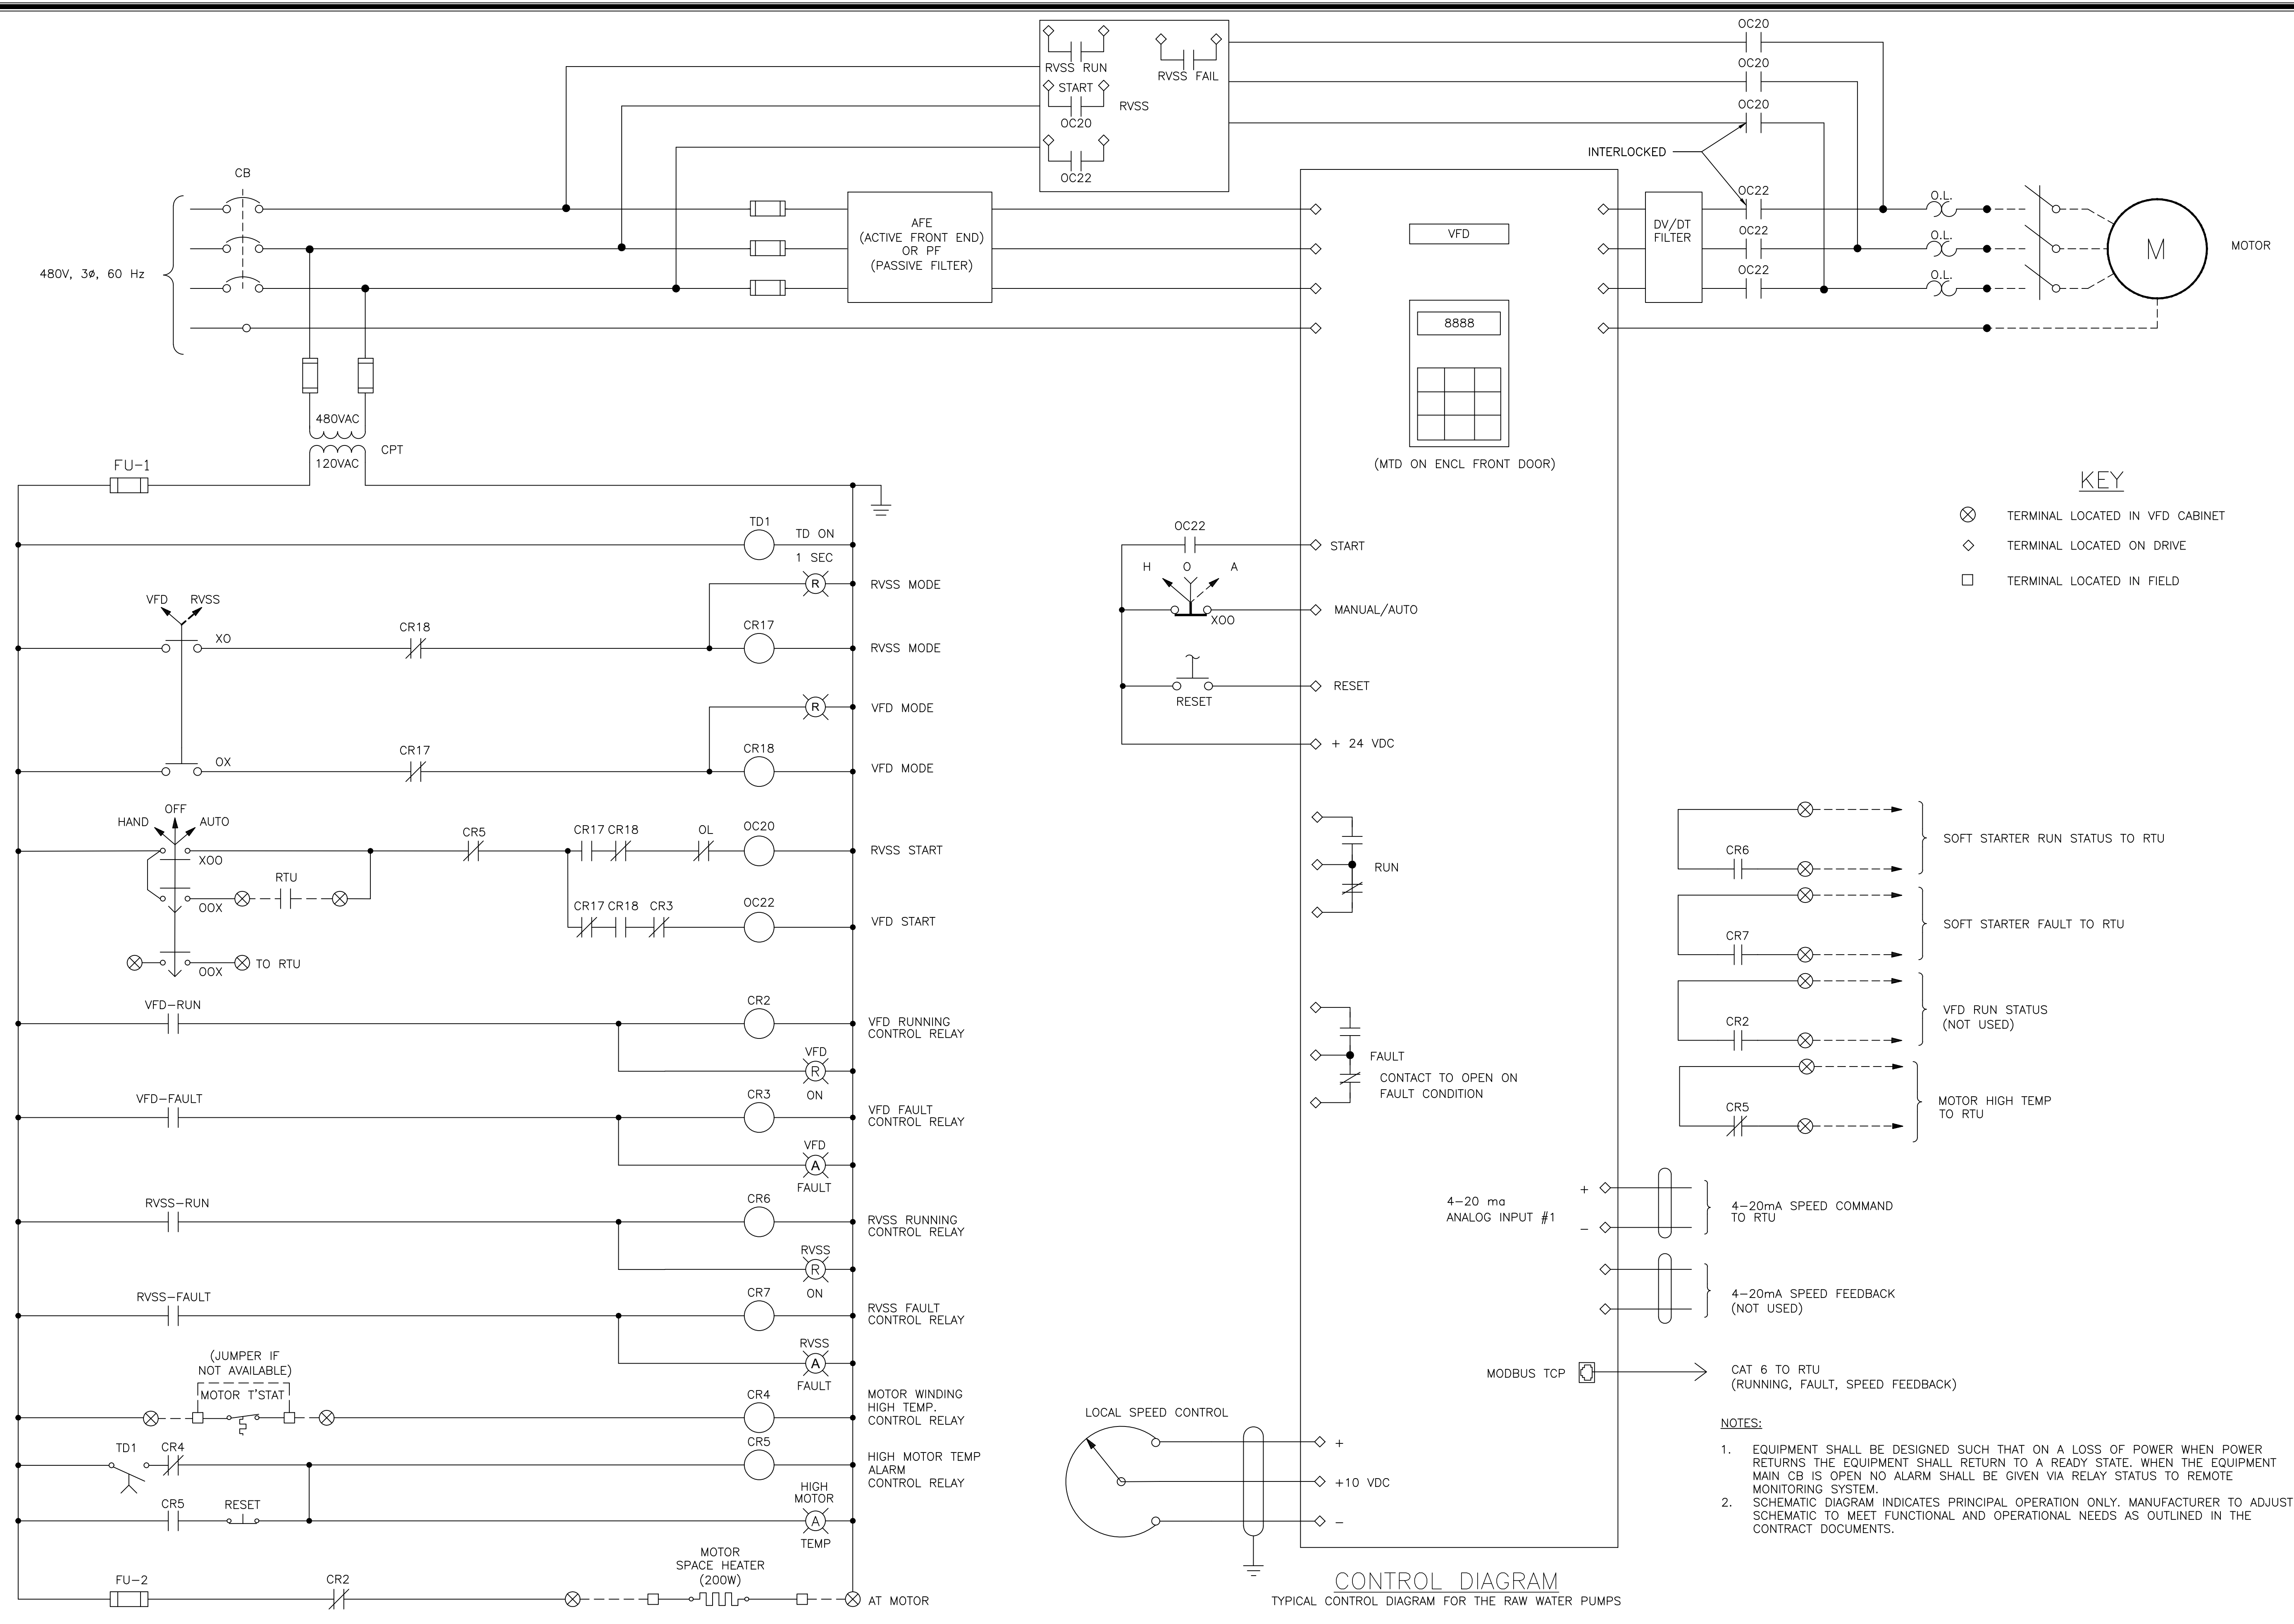 OC20
OC20
OC20
RVSS RUN
RVSS FAIL
START
RVSS
OC20
OC22
INTERLOCKED
CB
480V, 3ø, 60 Hz
AFE
(ACTIVE FRONT END)
OR PF
(PASSIVE FILTER)
VFD
8888
(MTD ON ENCL FRONT DOOR)
DV/DT
FILTER
OC22
OC22
OC22
O.L.
O.L.
O.L.
M
MOTOR
480VAC
120VAC
CPT
FU-1
KEY
TERMINAL LOCATED IN VFD CABINET
TERMINAL LOCATED ON DRIVE
TERMINAL LOCATED IN FIELD
TD1
TD ON
1 SEC
R
RVSS MODE
VFD RVSS
XO
CR18
CR17
RVSS MODE
R
VFD MODE
OX
CR17
CR18
VFD MODE
OFF
HAND
AUTO
XOO
CR5
CR17 CR18
OL
OC20
RVSS START
RTU
OOX
CR17 CR18 CR3
OC22
VFD START
OOX
TO RTU
VFD-RUN
CR2
VFD RUNNING
CONTROL RELAY
VFD
R
ON
VFD-FAULT
CR3
VFD FAULT
CONTROL RELAY
VFD
A
FAULT
RVSS-RUN
CR6
RVSS RUNNING
CONTROL RELAY
RVSS
R
ON
RVSS-FAULT
CR7
RVSS FAULT
CONTROL RELAY
RVSS
A
FAULT
(JUMPER IF
NOT AVAILABLE)
MOTOR T'STAT
CR4
MOTOR WINDING
HIGH TEMP.
CONTROL RELAY
TD1
CR4
CR5
HIGH MOTOR TEMP
ALARM
CONTROL RELAY
CR5
RESET
HIGH
MOTOR
A
TEMP
FU-2
CR2
MOTOR
SPACE HEATER
(200W)
AT MOTOR
OC22
START
H O A
XOO
MANUAL/AUTO
RESET
RESET
+ 24 VDC
RUN
FAULT
CONTACT TO OPEN ON
FAULT CONDITION
4-20 ma
ANALOG INPUT #1
+
-
MODBUS TCP
LOCAL SPEED CONTROL
+
+10 VDC
-
CR6
SOFT STARTER RUN STATUS TO RTU
CR7
SOFT STARTER FAULT TO RTU
CR2
VFD RUN STATUS
(NOT USED)
CR5
MOTOR HIGH TEMP
TO RTU
4-20mA SPEED COMMAND
TO RTU
4-20mA SPEED FEEDBACK
(NOT USED)
CAT 6 TO RTU
(RUNNING, FAULT, SPEED FEEDBACK)
NOTES:
1. EQUIPMENT SHALL BE DESIGNED SUCH THAT ON A LOSS OF POWER WHEN POWER
RETURNS THE EQUIPMENT SHALL RETURN TO A READY STATE. WHEN THE EQUIPMENT
MAIN CB IS OPEN NO ALARM SHALL BE GIVEN VIA RELAY STATUS TO REMOTE
MONITORING SYSTEM.
2. SCHEMATIC DIAGRAM INDICATES PRINCIPAL OPERATION ONLY. MANUFACTURER TO ADJUST
SCHEMATIC TO MEET FUNCTIONAL AND OPERATIONAL NEEDS AS OUTLINED IN THE
CONTRACT DOCUMENTS.
CONTROL DIAGRAM
TYPICAL CONTROL DIAGRAM FOR THE RAW WATER PUMPS